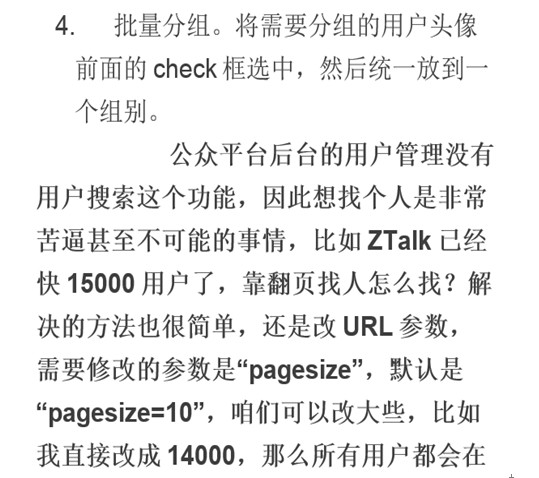 4. 批量分组。将需要分组的用户头像
前面的 check 框选中，然后统一放到一
个组别。
公众平台后台的用户管理没有
用户搜索这个功能，因此想找个人是非常
苦逼甚至不可能的事情，比如 ZTalk 已经
快 15000 用户了，靠翻页找人怎么找？解
决的方法也很简单，还是改 URL 参数，
需要修改的参数是“pagesize”，默认是
“pagesize=10”，咱们可以改大些，比如
我直接改成 14000，那么所有用户都会在